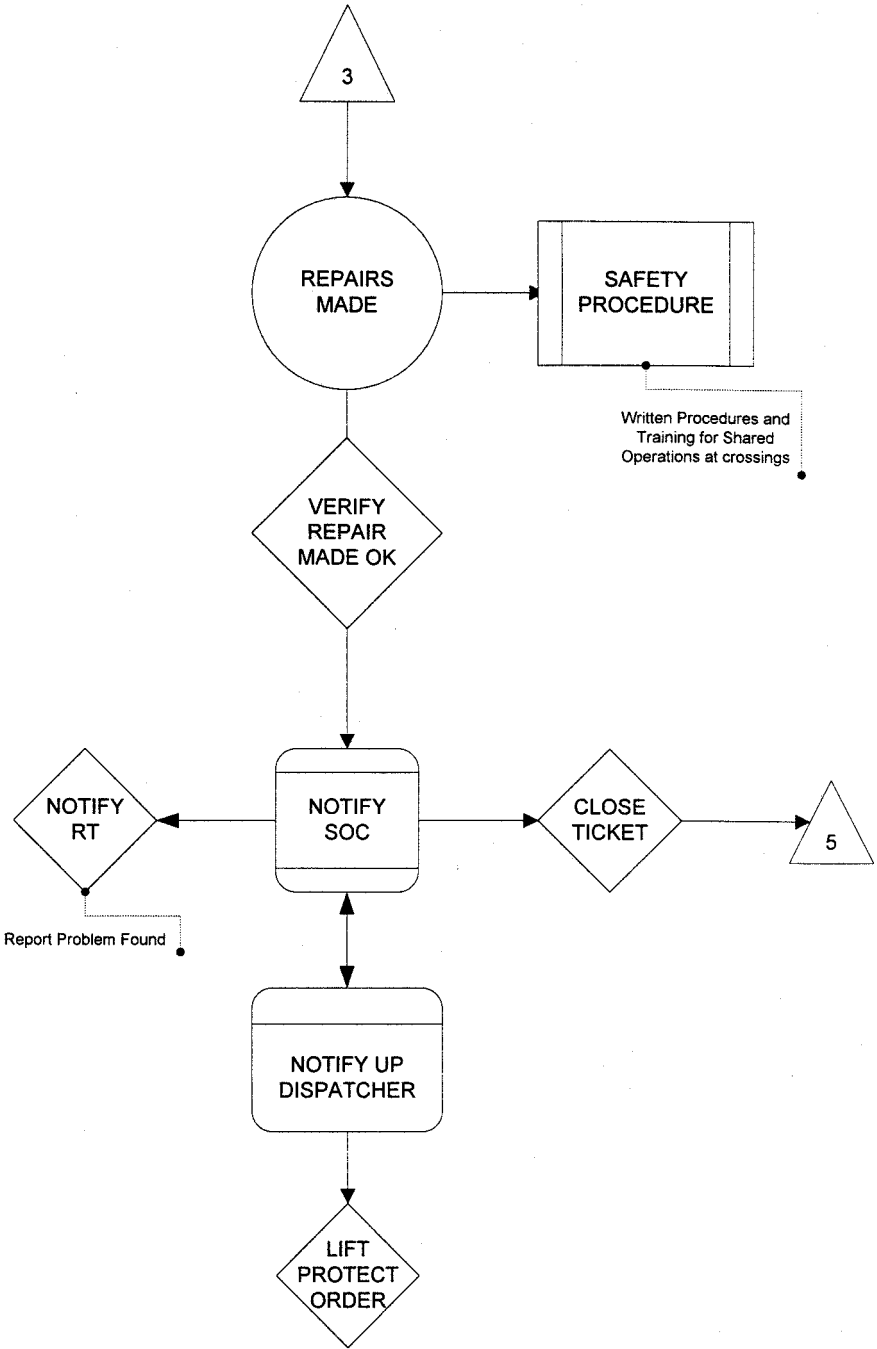 3
REPAIRS
MADE
SAFETY
PROCEDURE
Written Procedures and
Training for Shared
Operations at crossings
VERIFY
REPAIR
MADE OK
NOTIFY
RT
NOTIFY
SOC
CLOSE
TICKET
5
Report Problem Found
NOTIFY UP
DISPATCHER
LIFT
PROTECT
ORDER